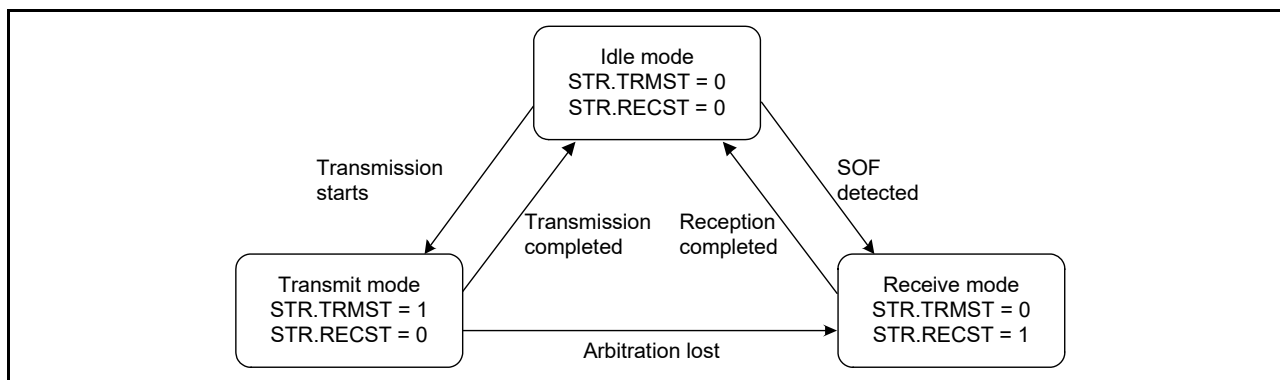 Idle mode
STR.TRMST = 0
STR.RECST = 0
Transmission
starts
SOF
detected
Transmission
completed
Reception
completed
Transmit mode
STR.TRMST = 1
STR.RECST = 0
Receive mode
STR.TRMST = 0
STR.RECST = 1
Arbitration lost